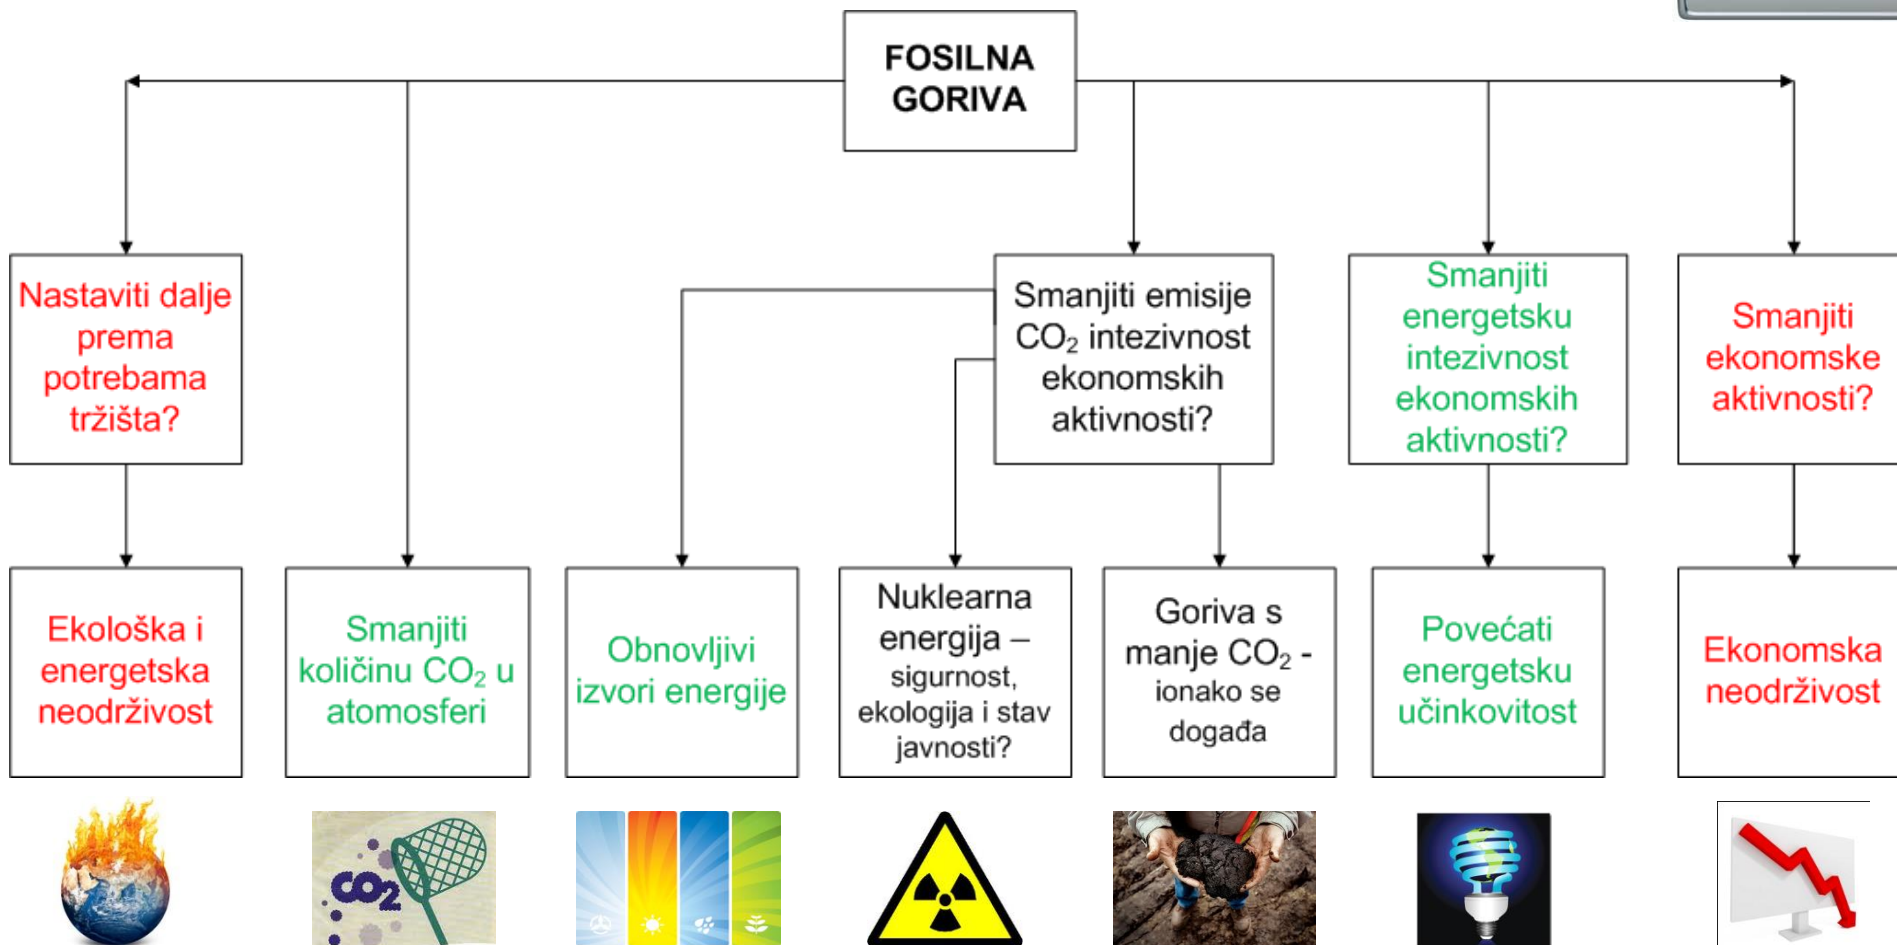 FOSILNA
GORIVA
Nastaviti dalje
prema
potrebama
tržišta?
Smanjiti emisije
CO₂ intezivnost
ekonomskih
aktivnosti?
Smanjiti
energetsku
intezivnost
ekonomskih
aktivnosti?
Smanjiti
ekonomske
aktivnosti?
Ekološka i
energetska
neodrživost
Smanjiti
količinu CO₂ u
atomosferi
Obnovljivi
izvori energije
Nuklearna
energija –
sigurnost,
ekologija i stav
javnosti?
Goriva s
manje CO₂ -
ionako se
događa
Povećati
energetsku
učinkovitost
Ekonomska
neodrživost
CO₂